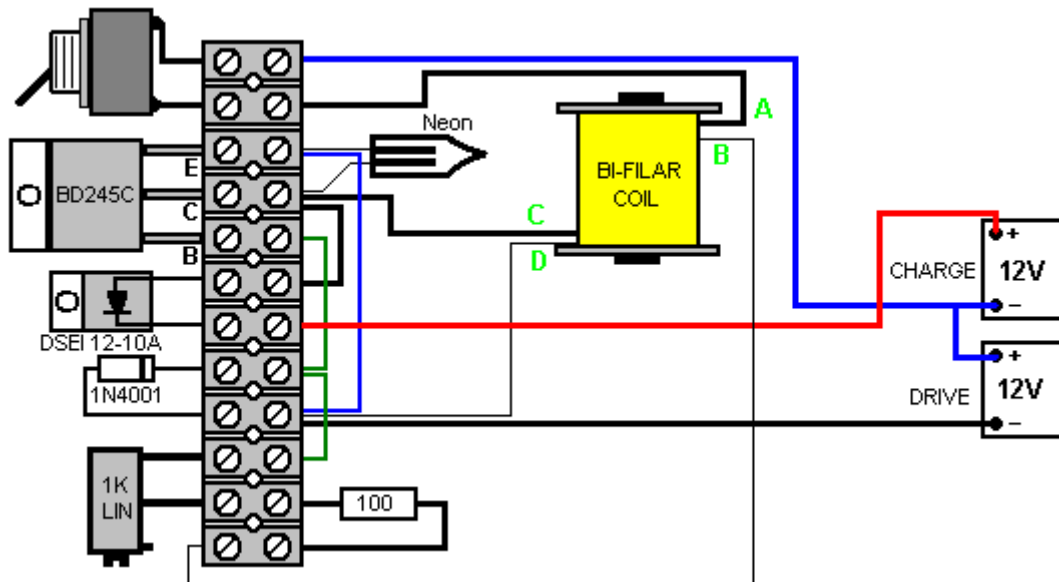 Neon
A
BD245C
E
C
B
B
BI-FILAR
COIL
C
D
CHARGE
+
12V
−
DSEI 12-10A
1N4001
DRIVE
+
12V
−
1K
LIN
100